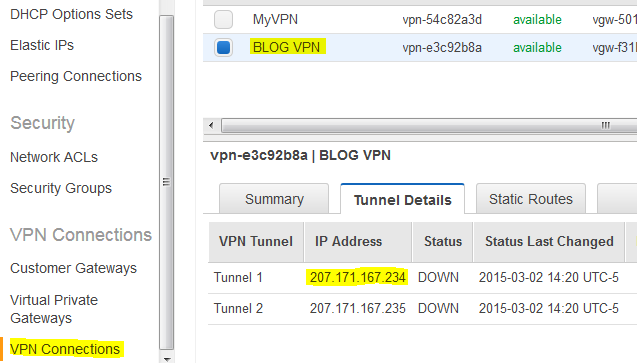 DHCP Options Sets
Elastic IPs
Peering Connections
Security
Network ACLs
Security Groups
VPN Connections
Customer Gateways
Virtual Private
Gateways
VPN Connections
MyVPN vpn-54c82a3d available vgw-501
BLOG VPN vpn-e3c92b8a available
vpn-e3c92b8a | BLOG VPN
Summary Tunnel Details Static Routes
VPN Tunnel IP Address Status Status Last Changed
Tunnel 1 207.171.167.234 DOWN 2015-03-02 14:20 UTC-5
Tunnel 2 207.171.167.235 DOWN 2015-03-02 14:20 UTC-5